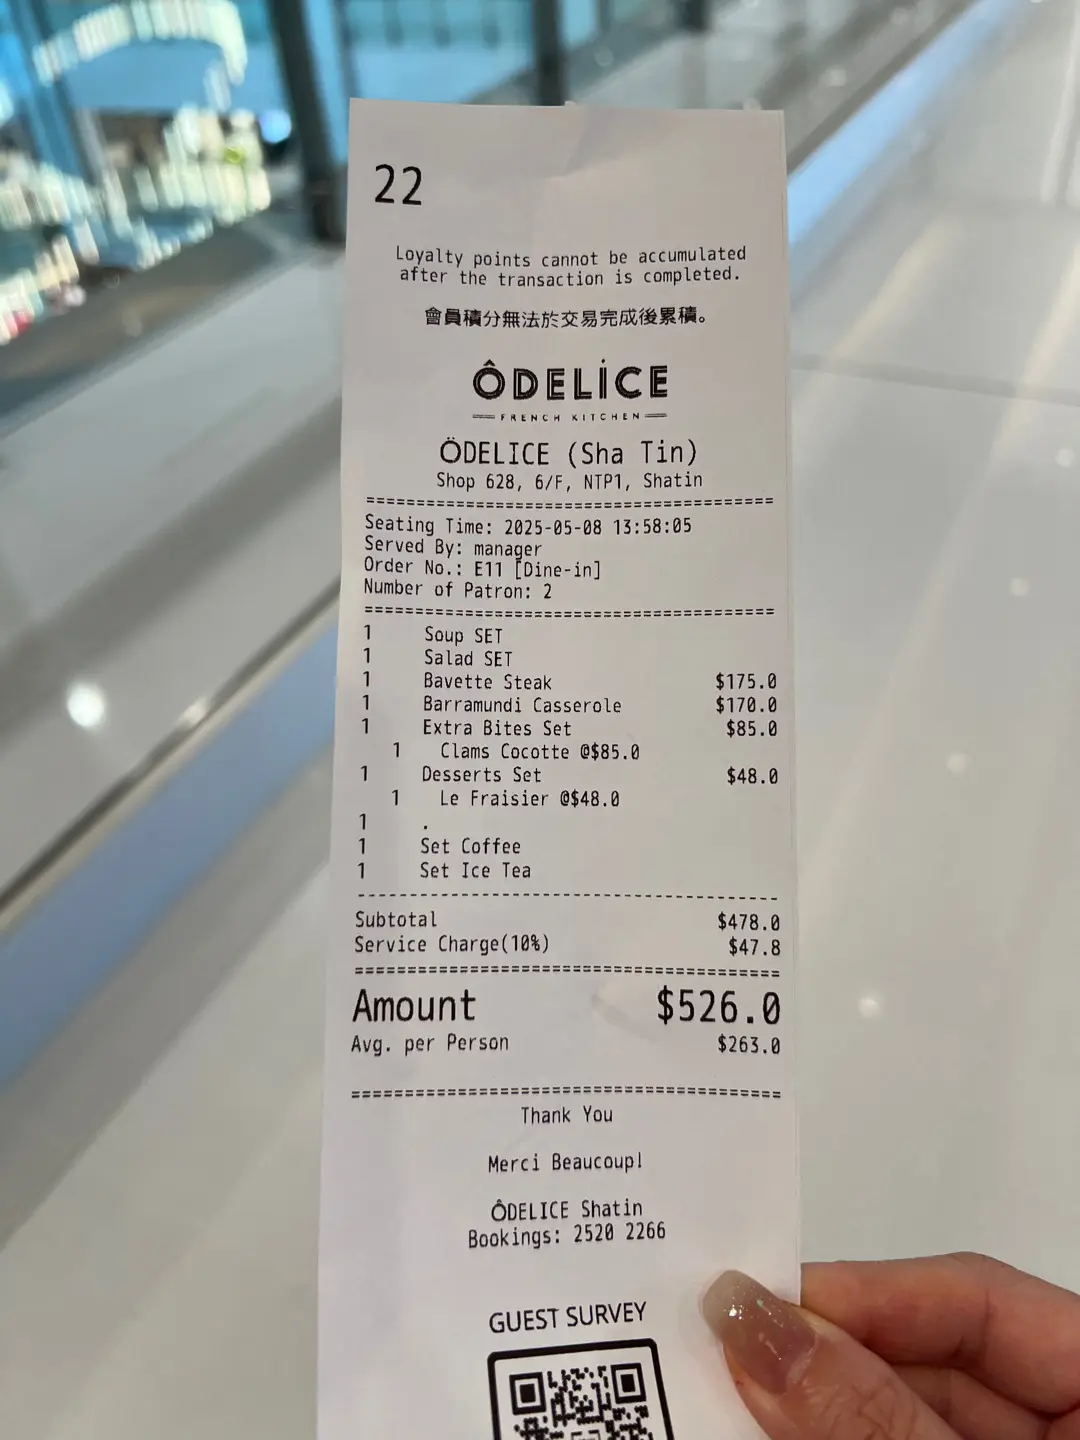 22
Loyalty points cannot be accumulated
after the transaction is completed.
會員積分無法於交易完成後累積。
ÔDELİCE
FRENCH KITCHEN
ÖDELICE (Sha Tin)
Shop 628, 6/F, NTP1, Shatin
========================================
Seating Time: 2025-05-08 13:58:05
Served By: manager
Order No.: E11 [Dine-in]
Number of Patron: 2
========================================
1 Soup SET
1 Salad SET
1 Bavette Steak $175.0
1 Barramundi Casserole $170.0
1 Extra Bites Set $85.0
1 Clams Cocotte @$85.0
1 Desserts Set $48.0
1 Le Fraisier @$48.0
1 .
1 Set Coffee
1 Set Ice Tea
----------------------------------------
Subtotal $478.0
Service Charge(10%) $47.8
========================================
Amount $526.0
Avg. per Person $263.0
========================================
Thank You
Merci Beaucoup!
ÔDELICE Shatin
Bookings: 2520 2266
GUEST SURVEY